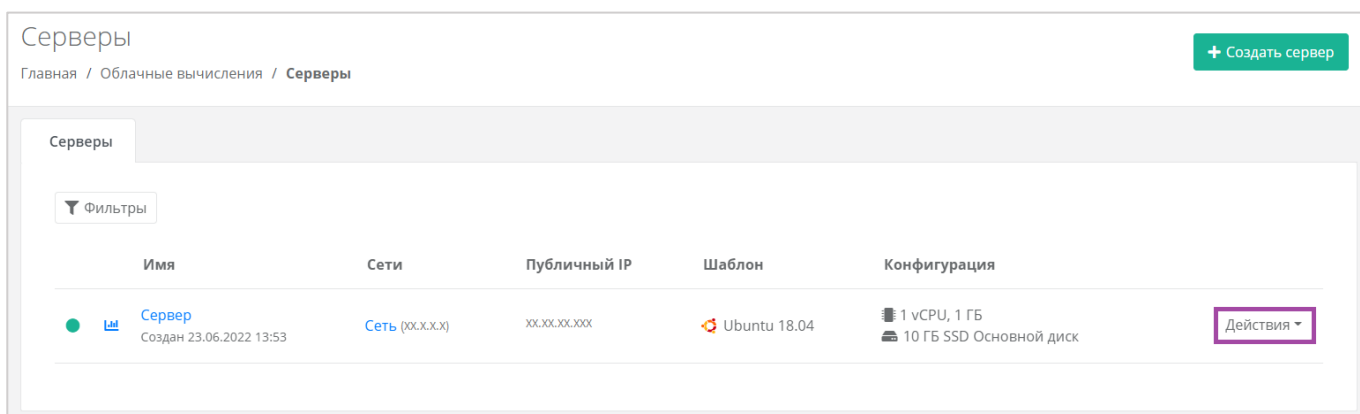 Серверы
+ Создать сервер
Главная / Облачные вычисления / Серверы
Серверы
Фильтры
Имя Сети Публичный IP Шаблон Конфигурация
Сервер
Создан 23.06.2022 13:53
Сеть (XX.X.X.X)
XX.XX.XX.XXX
Ubuntu 18.04
1 vCPU, 1 ГБ
10 ГБ SSD Основной диск
Действия